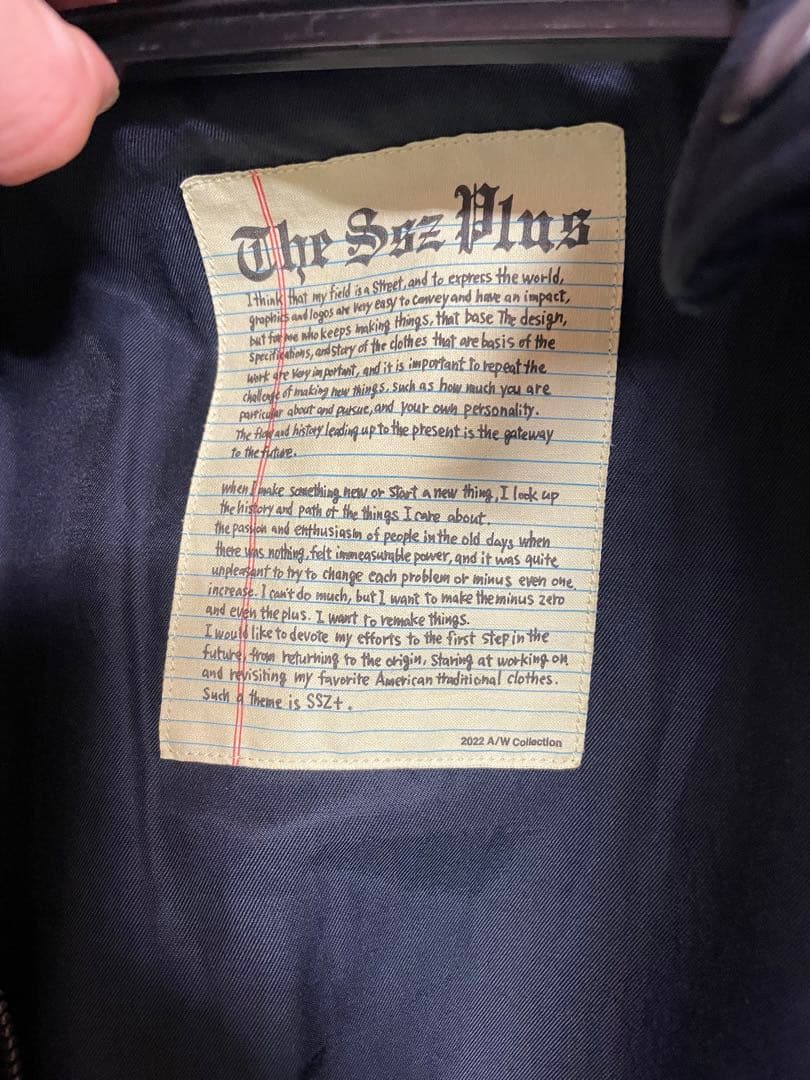 The Ssz Plus
I think that my field is a Street, and to express the world,
graphics and logos are very easy to convey and have an impact,
but for me who keeps making things, that base The design,
Specifications, and story of the clothes that are basis of the
work are very important, and it is important to repeat the
challenge of making new things, such as how much you are
particular about and pursue, and your own personality.
The flow and history leading up to the present is the gateway
to the future.
when I make something new or Start a new thing, I look up
the history and path of the things I care about.
the passion and enthusiasm of people in the old days when
there was nothing, felt immeasurable power, and it was quite
unpleasant to try to change each problem or minus even one
increase. I can't do much, but I want to make the minus zero
and even the plus. I want to remake things.
I would like to devote my efforts to the first step in the
future, from returning to the origin, Staring at working on,
and revisiting my favorite American traditional clothes.
Such a theme is SSZ+.
2022 A/W Collection